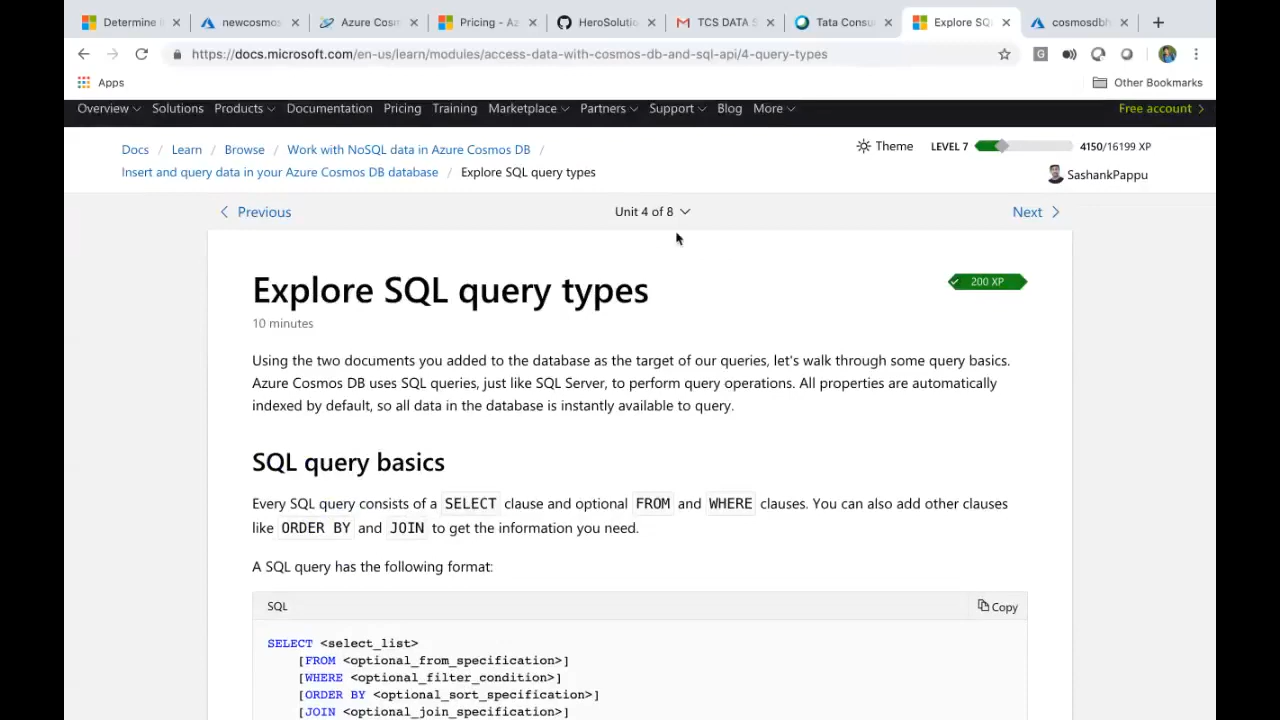 Determine
newcosmos
Azure Cosm
Pricing - Az
HeroSolutio
TCS DATA S
Tata Consu
Explore SQL
cosmosdbh
https://docs.microsoft.com/en-us/learn/modules/access-data-with-cosmos-db-and-sql-api/4-query-types
Apps
Other Bookmarks
Overview
Solutions
Products
Documentation
Pricing
Training
Marketplace
Partners
Support
Blog
More
Free account
Docs / Learn / Browse / Work with NoSQL data in Azure Cosmos DB /
Theme
LEVEL 7
4150/16199 XP
Insert and query data in your Azure Cosmos DB database / Explore SQL query types
SashankPappu
Previous
Unit 4 of 8
Next
Explore SQL query types
200 XP
10 minutes
Using the two documents you added to the database as the target of our queries, let's walk through some query basics.
Azure Cosmos DB uses SQL queries, just like SQL Server, to perform query operations. All properties are automatically
indexed by default, so all data in the database is instantly available to query.
SQL query basics
Every SQL query consists of a SELECT clause and optional FROM and WHERE clauses. You can also add other clauses
like ORDER BY and JOIN to get the information you need.
A SQL query has the following format:
SQL
Copy
SELECT <select_list>
[FROM <optional_from_specification>]
[WHERE <optional_filter_condition>]
[ORDER BY <optional_sort_specification>]
[JOIN <optional_join_specification>]